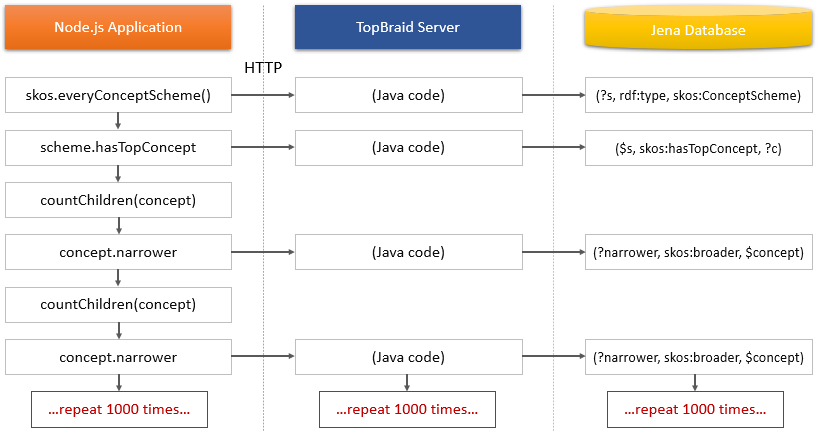 Node.js Application
TopBraid Server
Jena Database
HTTP
skos.everyConceptScheme()
(Java code)
(?s, rdf:type, skos:ConceptScheme)
scheme.hasTopConcept
(Java code)
($s, skos:hasTopConcept, ?c)
countChildren(concept)
concept.narrower
(Java code)
(?narrower, skos:broader, $concept)
countChildren(concept)
concept.narrower
(Java code)
(?narrower, skos:broader, $concept)
...repeat 1000 times...
...repeat 1000 times...
...repeat 1000 times...